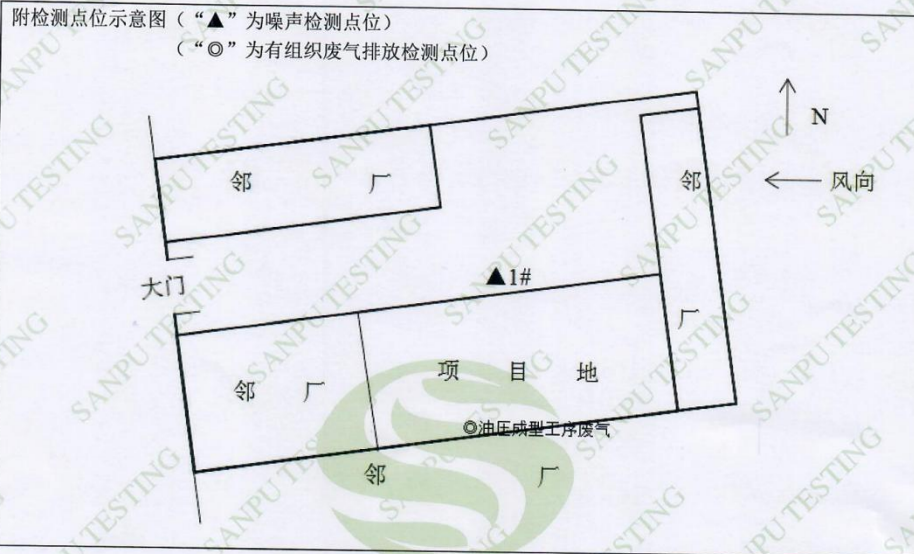 附检测点位示意图（“▲”为噪声检测点位）
（“◎”为有组织废气排放检测点位）
N
邻 厂
邻
风向
大门
▲1#
厂
项 目 地
邻 厂
◎油压成型工序废气
邻 厂
SANPU TESTING